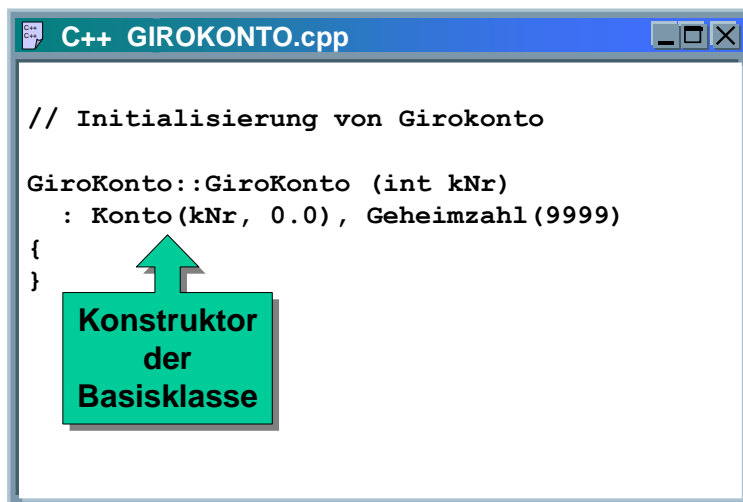 C++ GIROKONTO.cpp
// Initialisierung von Girokonto
GiroKonto::GiroKonto (int kNr)
: Konto(kNr, 0.0), Geheimzahl(9999)
{
}
Konstruktor
der
Basisklasse